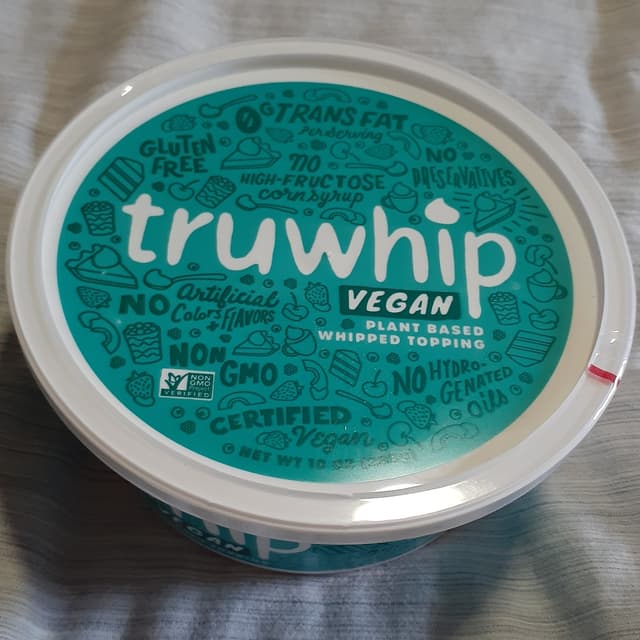 0G TRANS FAT
Per Serving
GLUTEN
FREE
no
HIGH-FRUCTOSE
corn syrup
NO
PRESERVATIVES
truwhip
VEGAN
PLANT BASED
WHIPPED TOPPING
NO Artificial
Colors & FLAVORS
NON
GMO
NON
GMO
VERIFIED
NO HYDRO-
GENATED
oils
CERTIFIED
Vegan
NET WT 10 OZ
whip
VEGAN